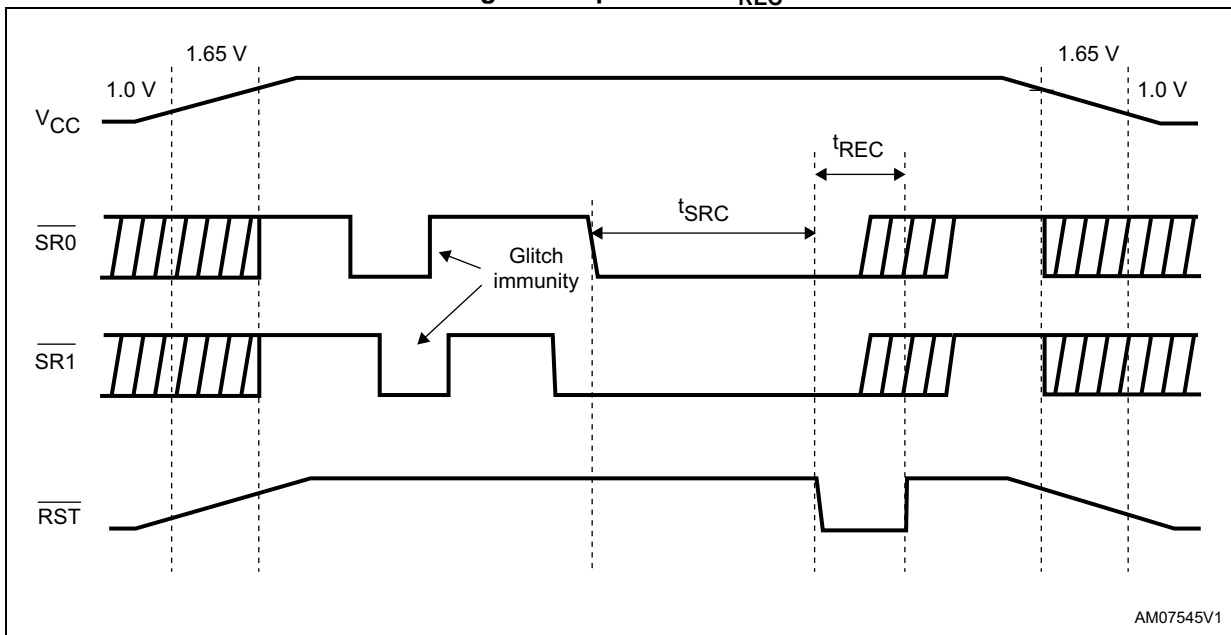 1.65 V
1.65 V
1.0 V
1.0 V
VCC
tREC
tSRC
SR0
Glitch
immunity
SR1
RST
AM07545V1